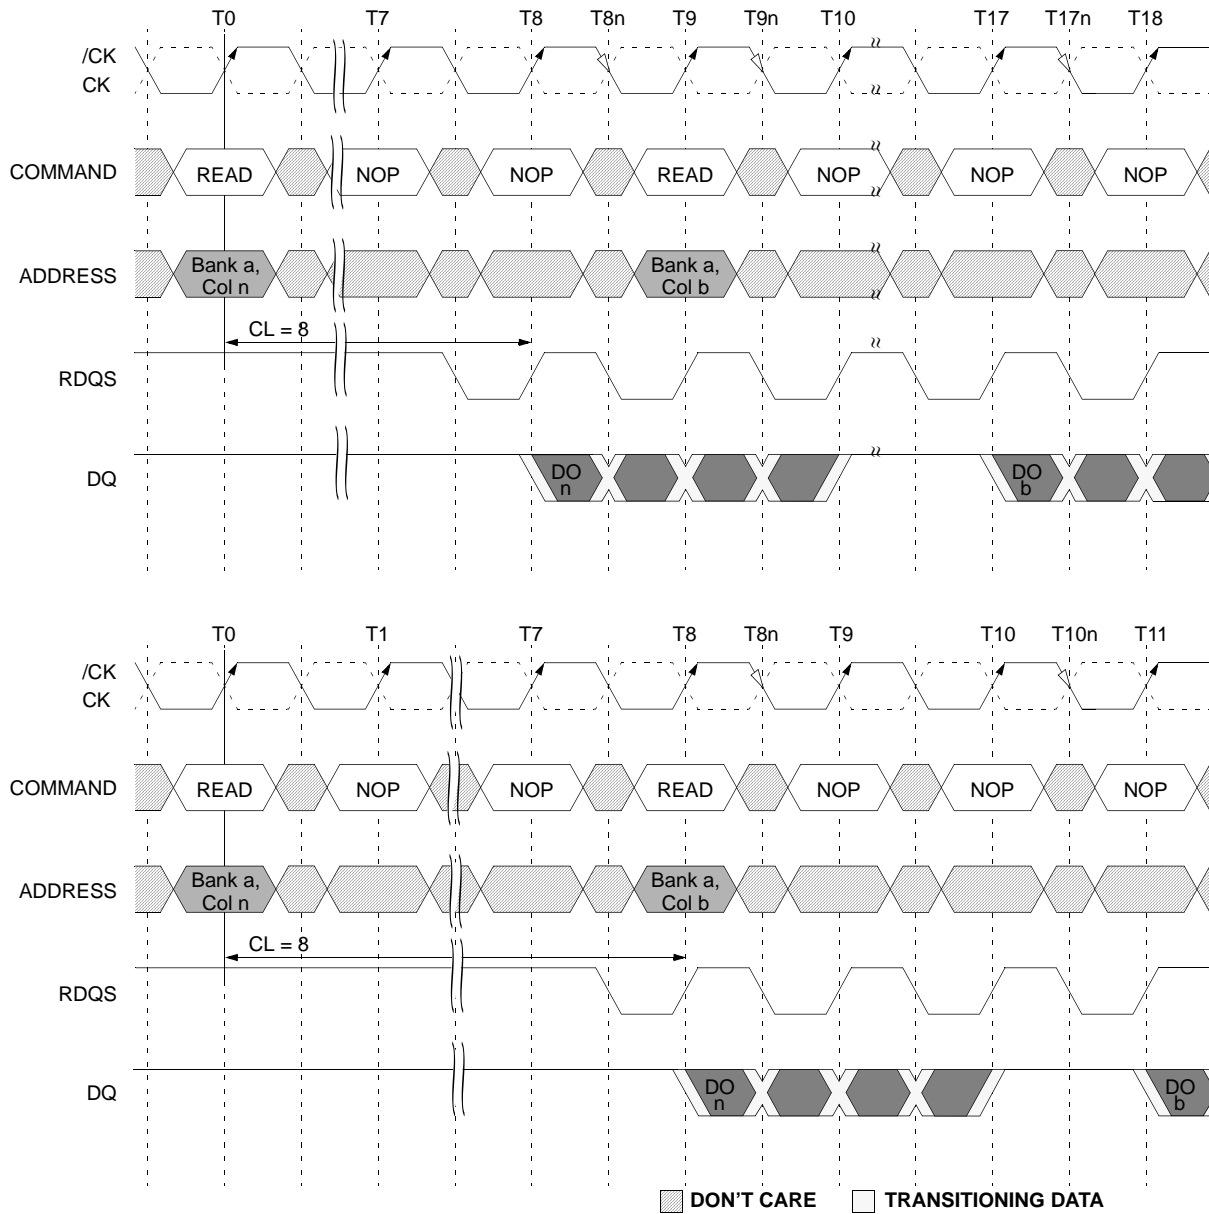 T0 T7 T8 T8n T9 T9n T10 T17 T17n T18
/CK
CK
COMMAND READ NOP NOP READ NOP NOP NOP
ADDRESS Bank a, Bank a,
Col n Col b
CL = 8
RDQS
DQ DO DO
n b
T0 T1 T7 T8 T8n T9 T10 T10n T11
/CK
CK
COMMAND READ NOP NOP READ NOP NOP NOP
ADDRESS Bank a, Bank a,
Col n Col b
CL = 8
RDQS
DQ DO DO
n b
DON'T CARE TRANSITIONING DATA